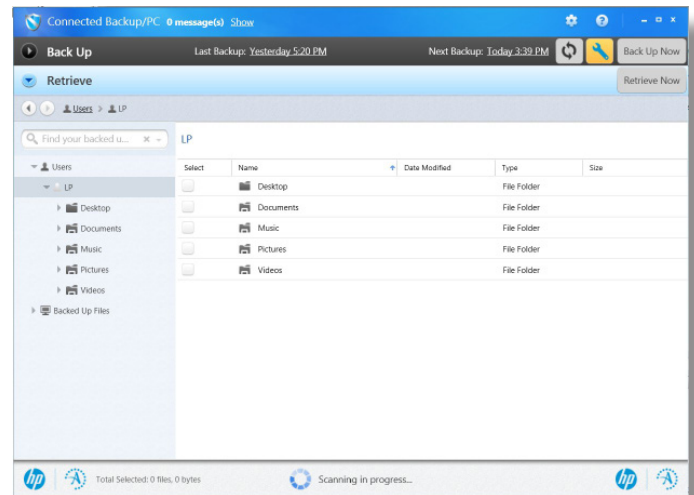 Connected Backup/PC 0 message(s) Show
Back Up Last Backup: Yesterday 5:20 PM Next Backup: Today 3:39 PM Back Up Now
Retrieve Retrieve Now
Users > LP
Find your backed u... LP
Users
LP
Desktop
Documents
Music
Pictures
Videos
Backed Up Files
Select Name Date Modified Type Size
Desktop File Folder
Documents File Folder
Music File Folder
Pictures File Folder
Videos File Folder
hp Total Selected: 0 files, 0 bytes Scanning in progress... hp